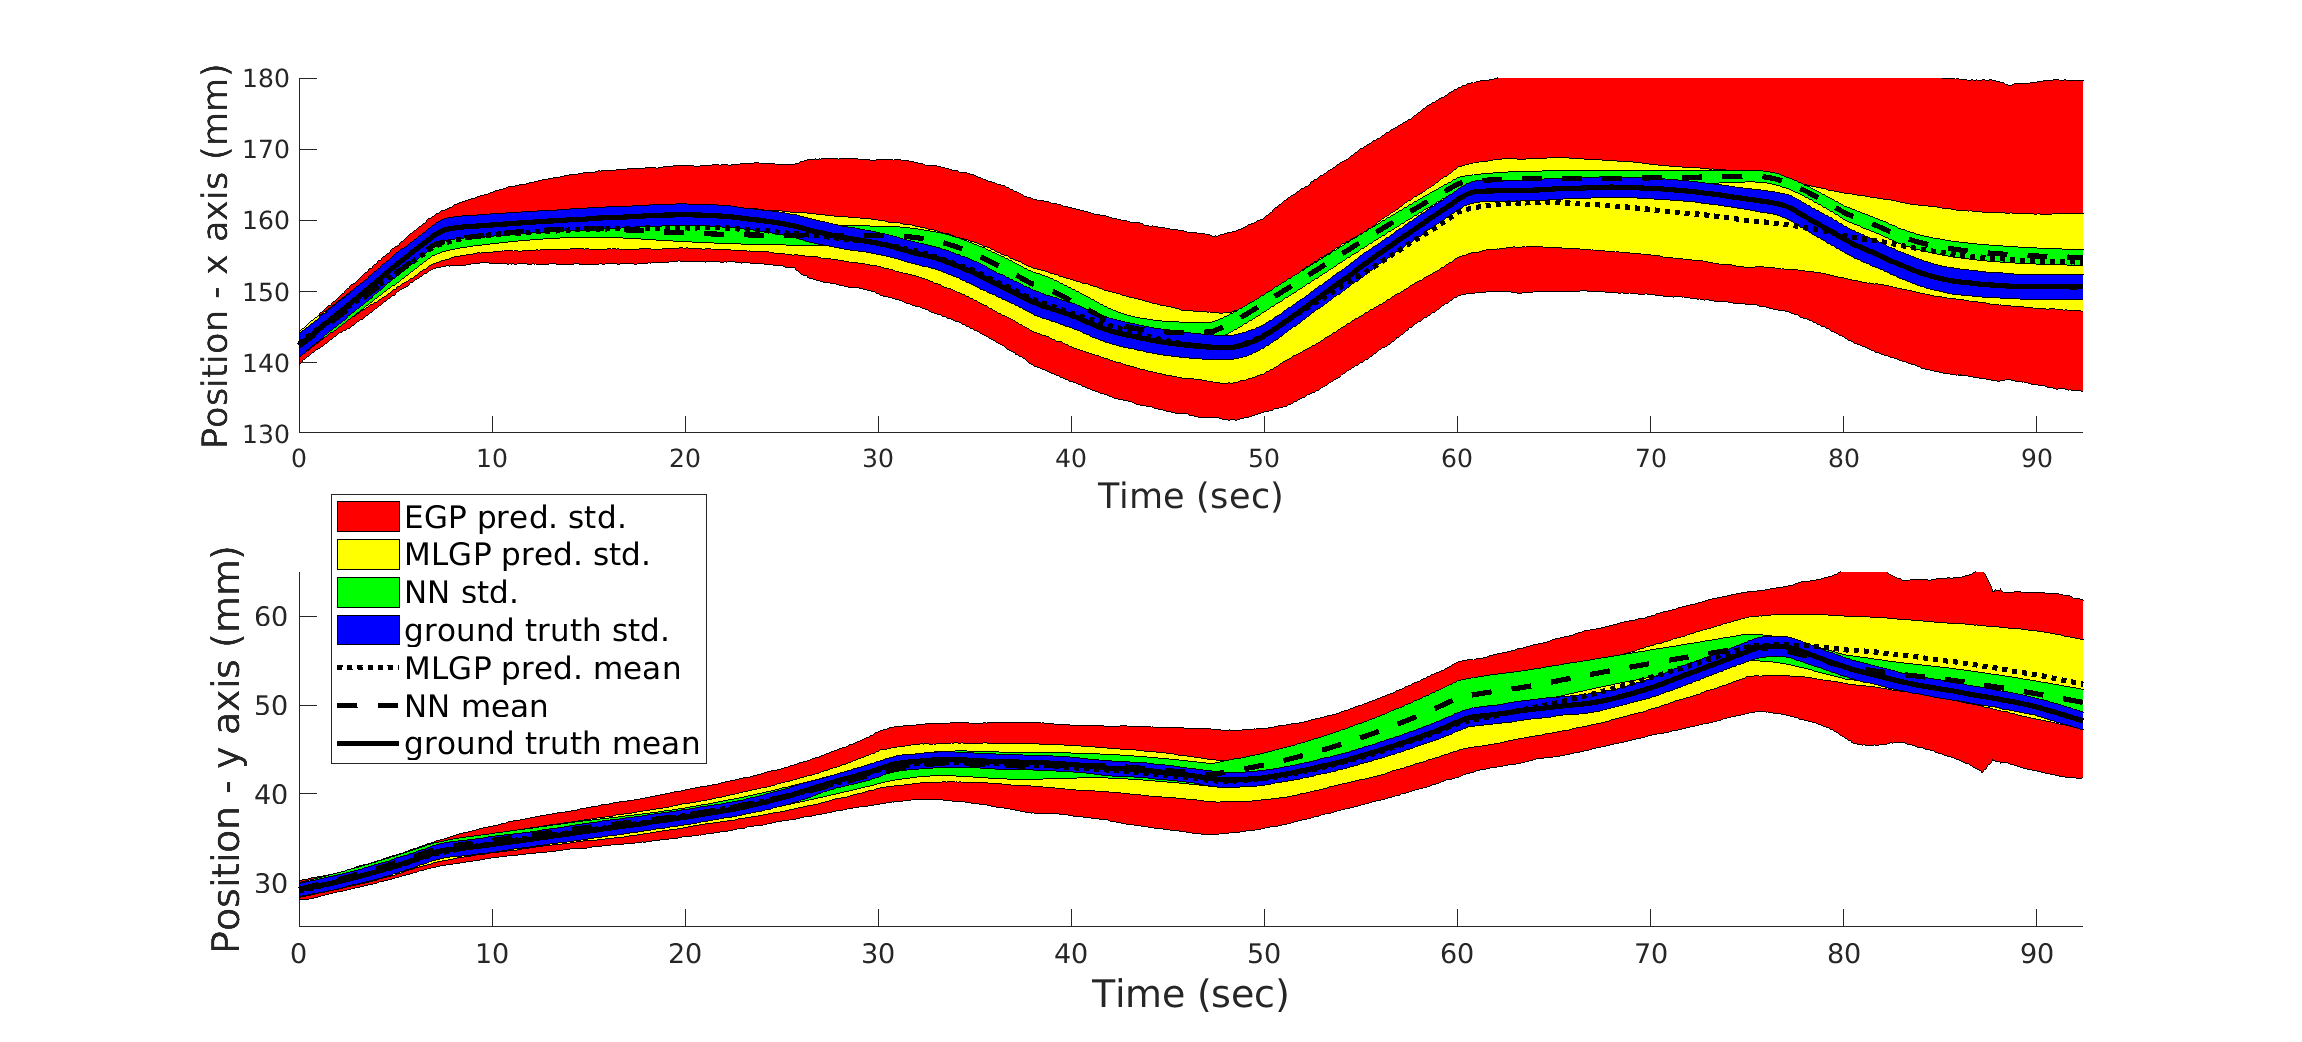 Position - x axis (mm)
180
170
160
150
140
130
0 10 20 30 40 50 60 70 80 90
Time (sec)
EGP pred. std.
MLGP pred. std.
NN std.
ground truth std.
MLGP pred. mean
NN mean
ground truth mean
Position - y axis (mm)
60
50
40
30
0 10 20 30 40 50 60 70 80 90
Time (sec)